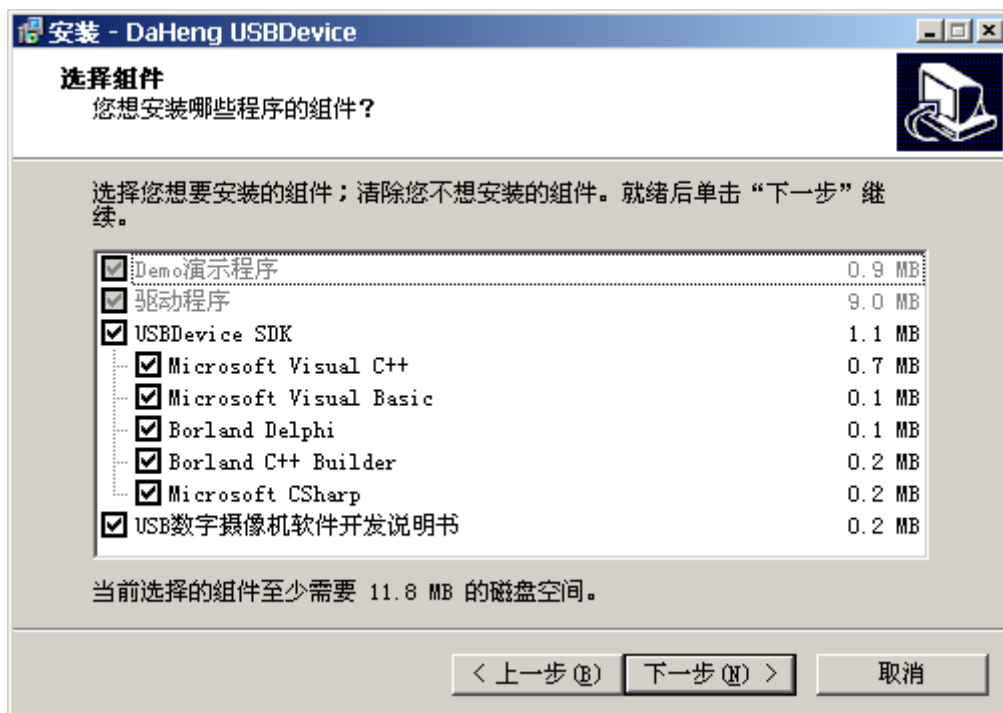 安装 - DaHeng USBDevice
选择组件
您想安装哪些程序的组件？
选择您想要安装的组件；清除您不想安装的组件。就绪后单击“下一步”继
续。
Demo演示程序 0.9 MB
驱动程序 9.0 MB
USBDevice SDK 1.1 MB
Microsoft Visual C++ 0.7 MB
Microsoft Visual Basic 0.1 MB
Borland Delphi 0.1 MB
Borland C++ Builder 0.2 MB
Microsoft CSharp 0.2 MB
USB数字摄像机软件开发说明书 0.2 MB
当前选择的组件至少需要 11.8 MB 的磁盘空间。
< 上一步(B) 下一步(N) > 取消